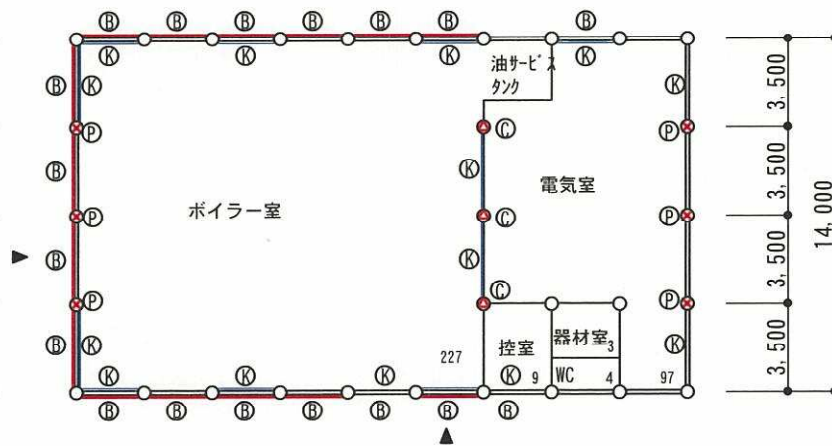 Ⓑ Ⓑ Ⓑ Ⓑ Ⓑ Ⓑ Ⓑ
Ⓚ Ⓚ Ⓚ Ⓚ
油サービス
タンク
Ⓑ Ⓚ Ⓚ
3,500
Ⓟ Ⓒ Ⓟ
Ⓑ Ⓚ
電気室
3,500
ボイラー室
14,000
Ⓟ Ⓒ Ⓟ
Ⓑ Ⓚ
3,500
Ⓟ Ⓒ Ⓟ
Ⓑ Ⓚ Ⓚ
3,500
227
控室
器材室
3
Ⓚ Ⓚ Ⓚ Ⓚ
9
WC
4
97
Ⓑ Ⓑ Ⓑ Ⓑ Ⓑ Ⓑ Ⓑ